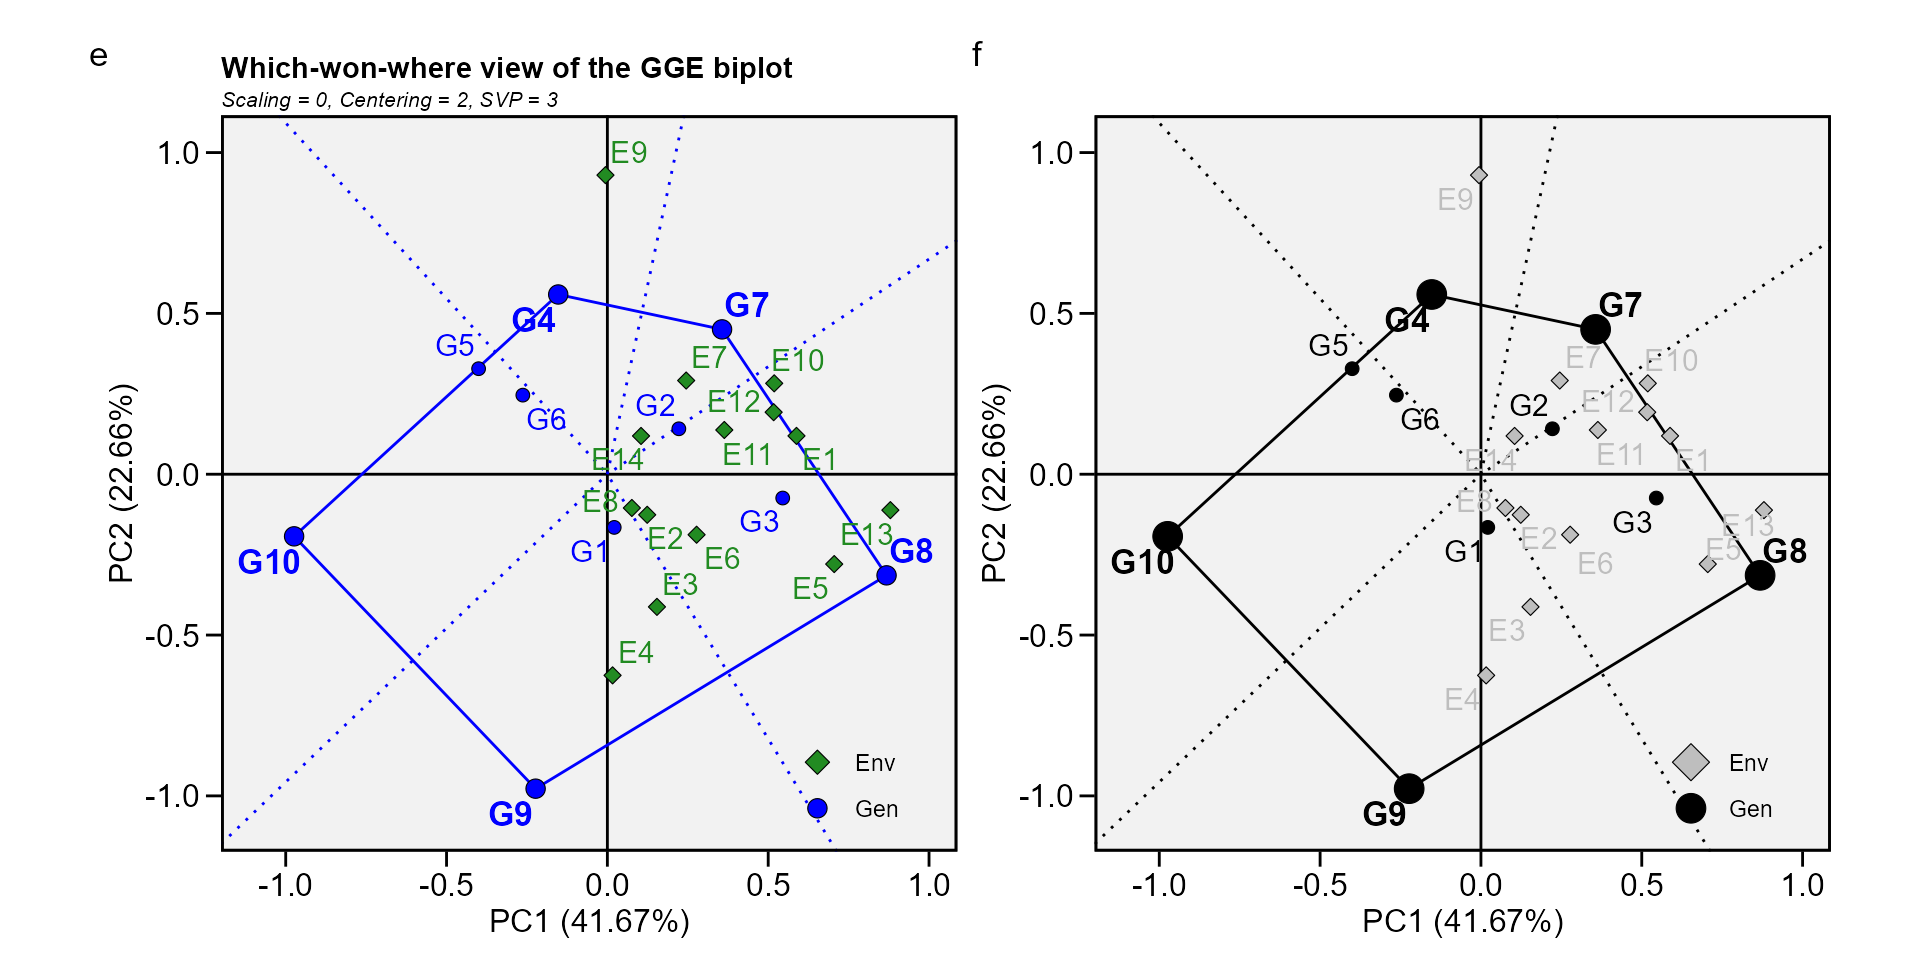 e
Which-won-where view of the GGE biplot
Scaling = 0, Centering = 2, SVP = 3
1.0
0.5
0.0
-0.5
-1.0
PC2 (22.66%)
E9
G7
G4
G5
E7
E10
G6
G2
E12
E14
E11
E1
E8
G3
G1
E2
E13
G10
E6
G8
E3
E5
E4
G9
Env
Gen
-1.0
-0.5
0.0
0.5
1.0
PC1 (41.67%)
f
1.0
0.5
0.0
-0.5
-1.0
PC2 (22.66%)
E9
G7
G4
G5
E7
E10
G6
G2
E12
E14
E11
E1
E8
G3
E13
G1
E2
E5
G8
G10
E6
E3
E4
G9
Env
Gen
-1.0
-0.5
0.0
0.5
1.0
PC1 (41.67%)